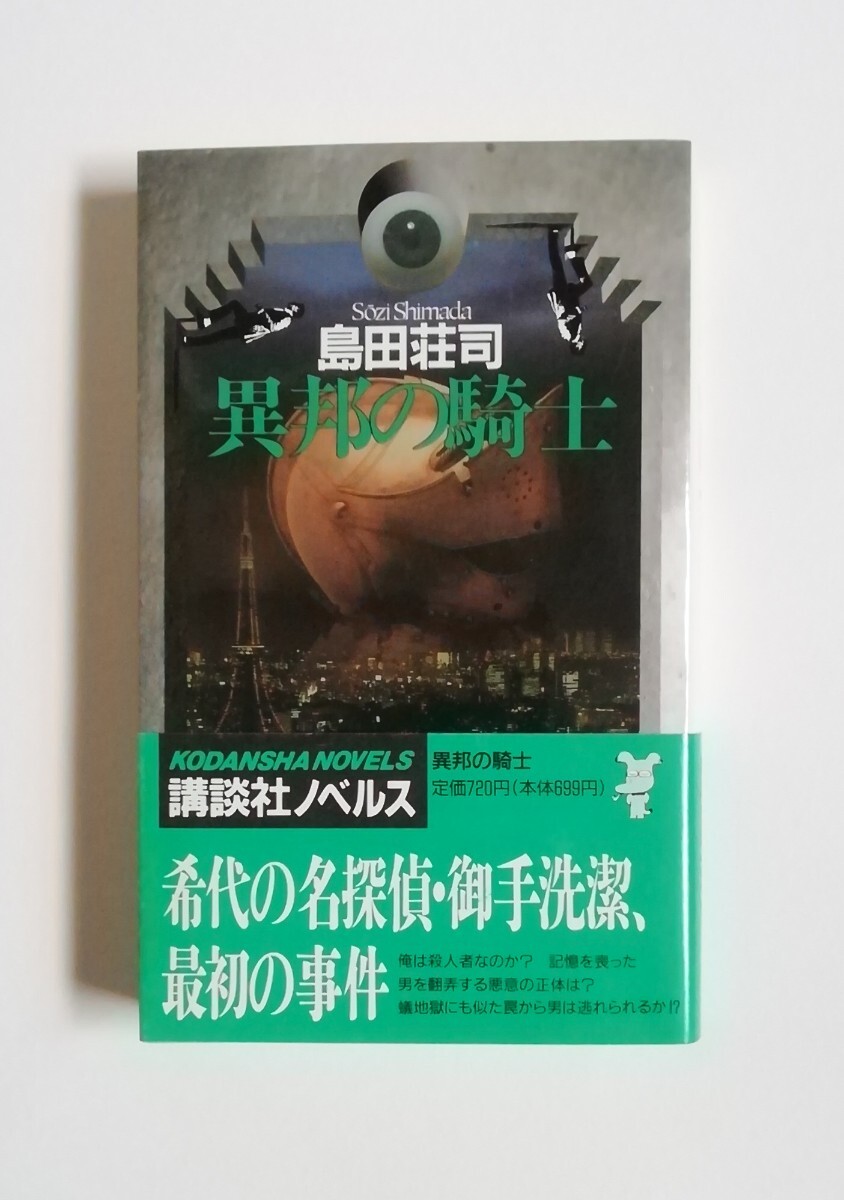 Sōzi Shimada
島田荘司
異邦の騎士
KODANSHA NOVELS
講談社ノベルス
異邦の騎士
定価720円(本体699円)
希代の名探偵・御手洗潔、
最初の事件
俺は殺人者なのか? 記憶を喪った
男を翻弄する悪意の正体は?
蟻地獄にも似た罠から男は逃れられるか!?